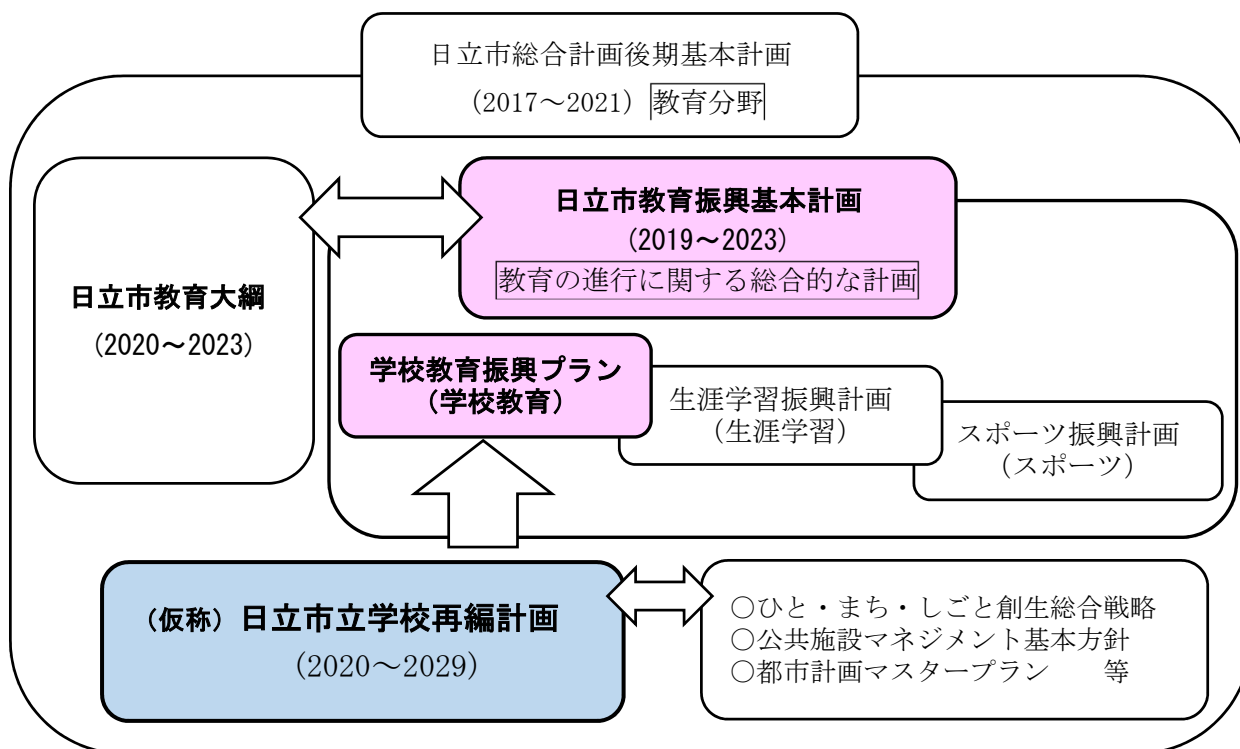 日立市総合計画後期基本計画
(2017～2021) 教育分野
日立市教育大綱
(2020～2023)
日立市教育振興基本計画
(2019～2023)
教育の進行に関する総合的な計画
学校教育振興プラン
(学校教育)
生涯学習振興計画
(生涯学習)
スポーツ振興計画
(スポーツ)
(仮称) 日立市立学校再編計画
(2020～2029)
○ひと・まち・しごと創生総合戦略
○公共施設マネジメント基本方針
○都市計画マスタープラン　　等